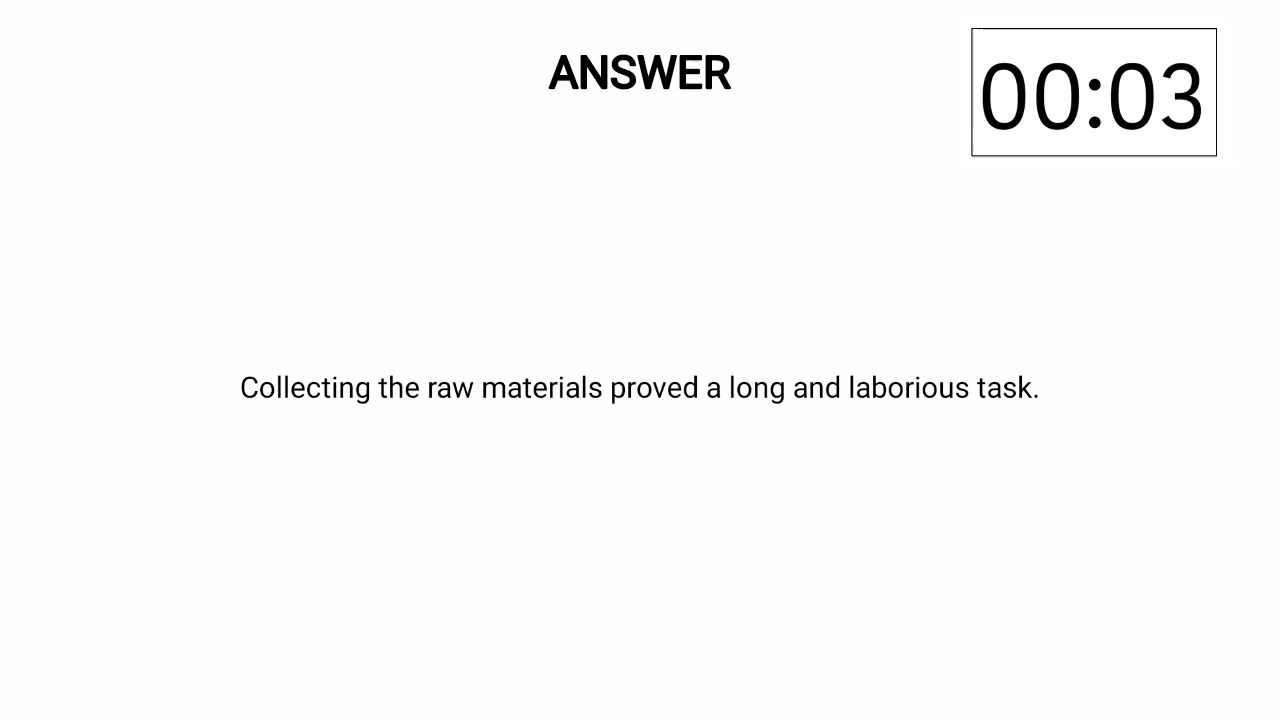 ANSWER
00:03
Collecting the raw materials proved a long and laborious task.